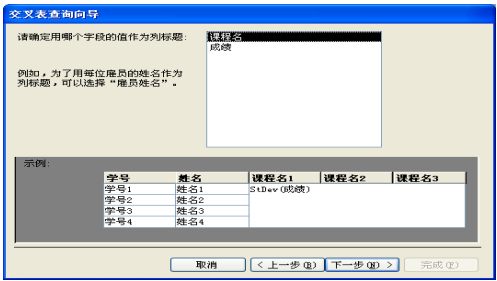 交叉表查询向导
请确定用哪个字段的值作为列标题:
课程名
成绩
例如，为了用每位雇员的姓名作为
列标题，可以选择“雇员姓名”。
示例:
学号 姓名 课程名1 课程名2 课程名3
学号1 姓名1 StDev(成绩)
学号2 姓名2
学号3 姓名3
学号4 姓名4
取消 < 上一步(B) 下一步(N) > 完成(F)